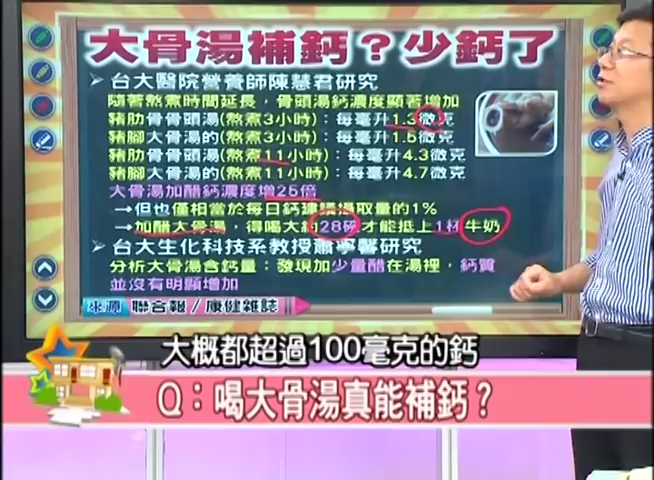 大骨湯補鈣？少鈣了
➢台大醫院營養師陳慧君研究
隨著熬煮時間延長，骨頭湯鈣濃度顯著增加
豬肋骨骨頭湯(熬煮3小時)：每毫升1.3微克
豬腳大骨湯的(熬煮3小時)：每毫升1.5微克
豬肋骨骨頭湯(熬煮11小時)：每毫升4.3微克
豬腳大骨湯的(熬煮11小時)：每毫升4.7微克
大骨湯加醋鈣濃度增25倍
→但也僅相當於每日鈣建議攝取量的1%
→加醋大骨湯，得喝大約28碗才能抵上1杯牛奶
➢台大生化科技系教授蕭寧馨研究
分析大骨湯含鈣量：發現加少量醋在湯裡，鈣質
並沒有明顯增加
來源 聯合報/康健雜誌
大概都超過100毫克的鈣
Q：喝大骨湯真能補鈣？